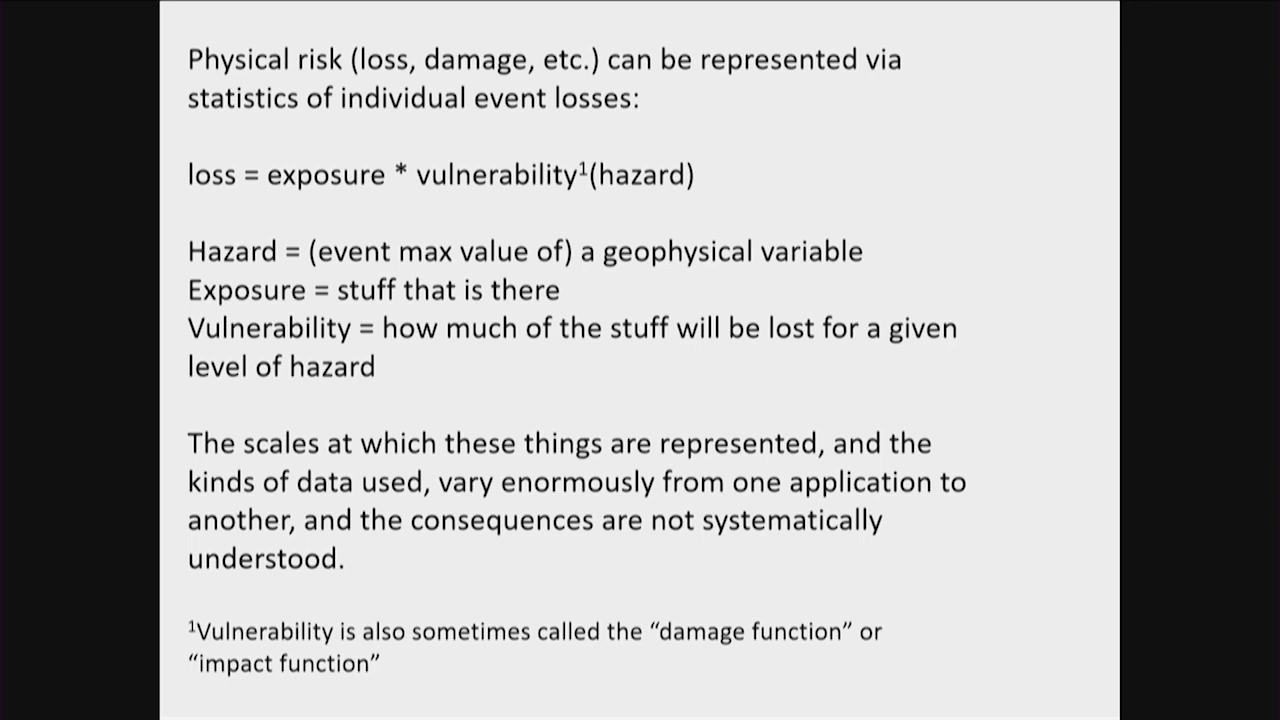 Physical risk (loss, damage, etc.) can be represented via
statistics of individual event losses:
loss = exposure * vulnerability¹(hazard)
Hazard = (event max value of) a geophysical variable
Exposure = stuff that is there
Vulnerability = how much of the stuff will be lost for a given
level of hazard
The scales at which these things are represented, and the
kinds of data used, vary enormously from one application to
another, and the consequences are not systematically
understood.
¹Vulnerability is also sometimes called the “damage function” or
“impact function”